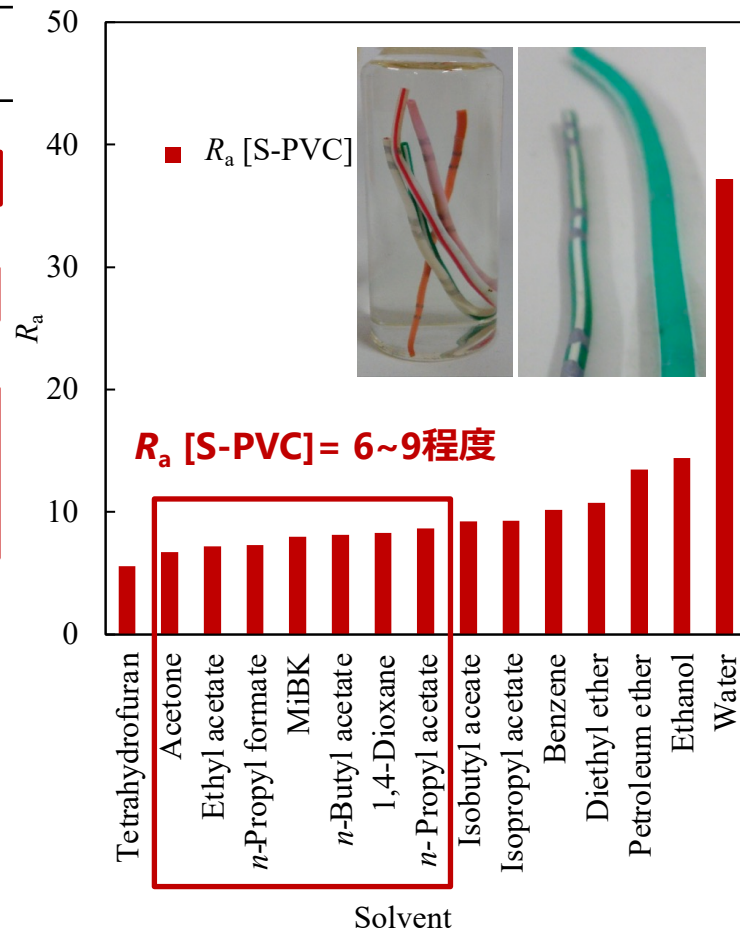 50
40
30
20
10
0
Rₐ
Rₐ [S-PVC]
Rₐ [S-PVC]= 6~9程度
Tetrahydrofuran
Acetone
Ethyl acetate
n-Propyl formate
MiBK
n-Butyl acetate
1,4-Dioxane
n-Propyl acetate
Isobutyl aceate
Isopropyl acetate
Benzene
Diethyl ether
Petroleum ether
Ethanol
Water
Solvent